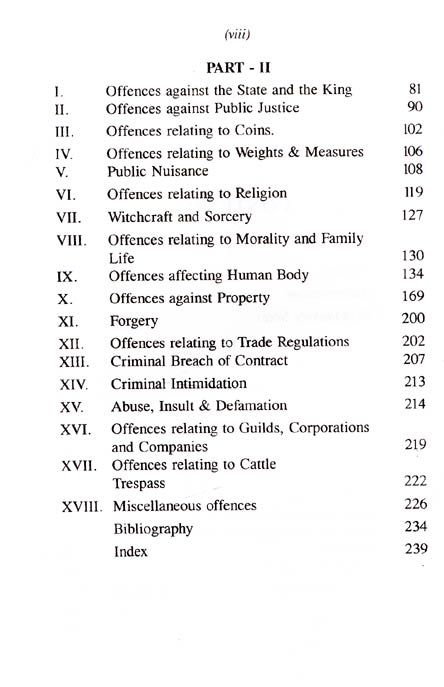 (viii)
PART - II
I. Offences against the State and the King 81
II. Offences against Public Justice 90
III. Offences relating to Coins. 102
IV. Offences relating to Weights & Measures 106
V. Public Nuisance 108
VI. Offences relating to Religion 119
VII. Witchcraft and Sorcery 127
VIII. Offences relating to Morality and Family
Life 130
IX. Offences affecting Human Body 134
X. Offences against Property 169
XI. Forgery 200
XII. Offences relating to Trade Regulations 202
XIII. Criminal Breach of Contract 207
XIV. Criminal Intimidation 213
XV. Abuse, Insult & Defamation 214
XVI. Offences relating to Guilds, Corporations
and Companies 219
XVII. Offences relating to Cattle
Trespass 222
XVIII. Miscellaneous offences 226
Bibliography 234
Index 239